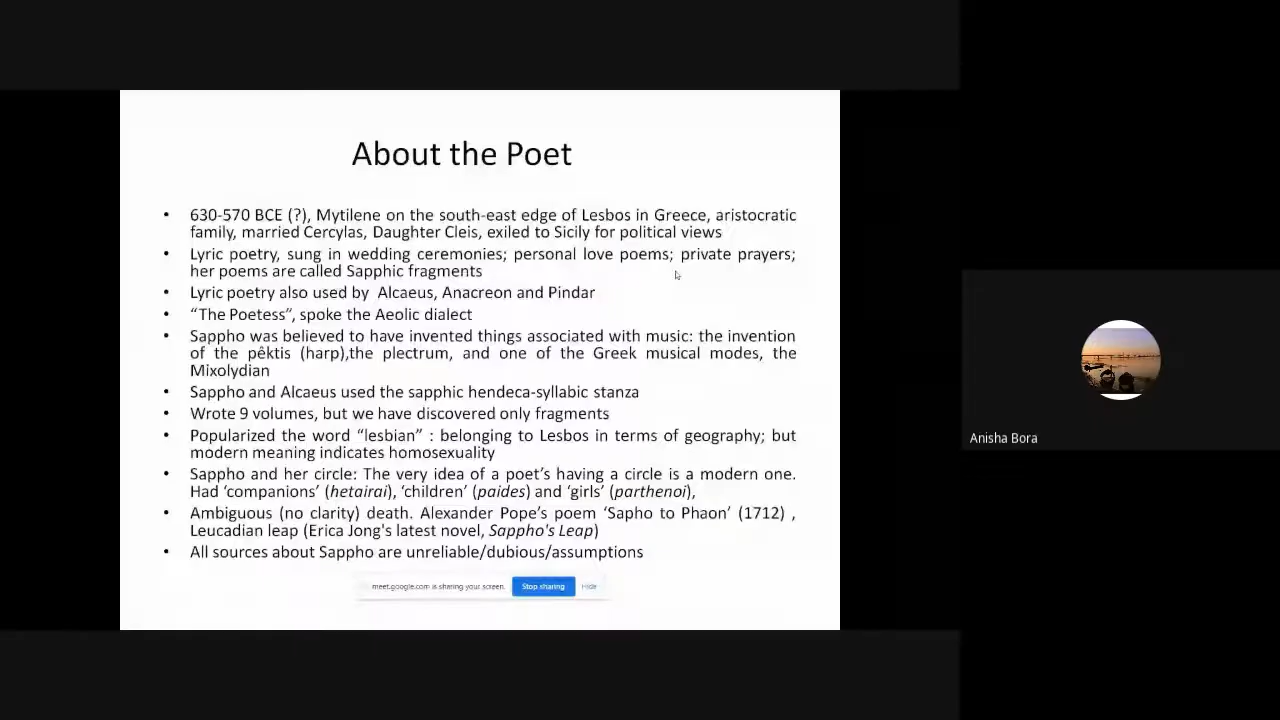 About the Poet
• 630-570 BCE (?), Mytilene on the south-east edge of Lesbos in Greece, aristocratic
family, married Cercylas, Daughter Cleis, exiled to Sicily for political views
• Lyric poetry, sung in wedding ceremonies; personal love poems; private prayers;
her poems are called Sapphic fragments
• Lyric poetry also used by  Alcaeus, Anacreon and Pindar
• “The Poetess”, spoke the Aeolic dialect
• Sappho was believed to have invented things associated with music: the invention
of the pêktis (harp),the plectrum, and one of the Greek musical modes, the
Mixolydian
• Sappho and Alcaeus used the sapphic hendeca-syllabic stanza
• Wrote 9 volumes, but we have discovered only fragments
• Popularized the word “lesbian” : belonging to Lesbos in terms of geography; but
modern meaning indicates homosexuality
• Sappho and her circle: The very idea of a poet’s having a circle is a modern one.
Had ‘companions’ (hetairai), ‘children’ (paides) and ‘girls’ (parthenoi),
• Ambiguous (no clarity) death. Alexander Pope’s poem ‘Sapho to Phaon’ (1712) ,
Leucadian leap (Erica Jong's latest novel, Sappho's Leap)
• All sources about Sappho are unreliable/dubious/assumptions
meet.google.com is sharing your screen. Stop sharing Hide
Anisha Bora